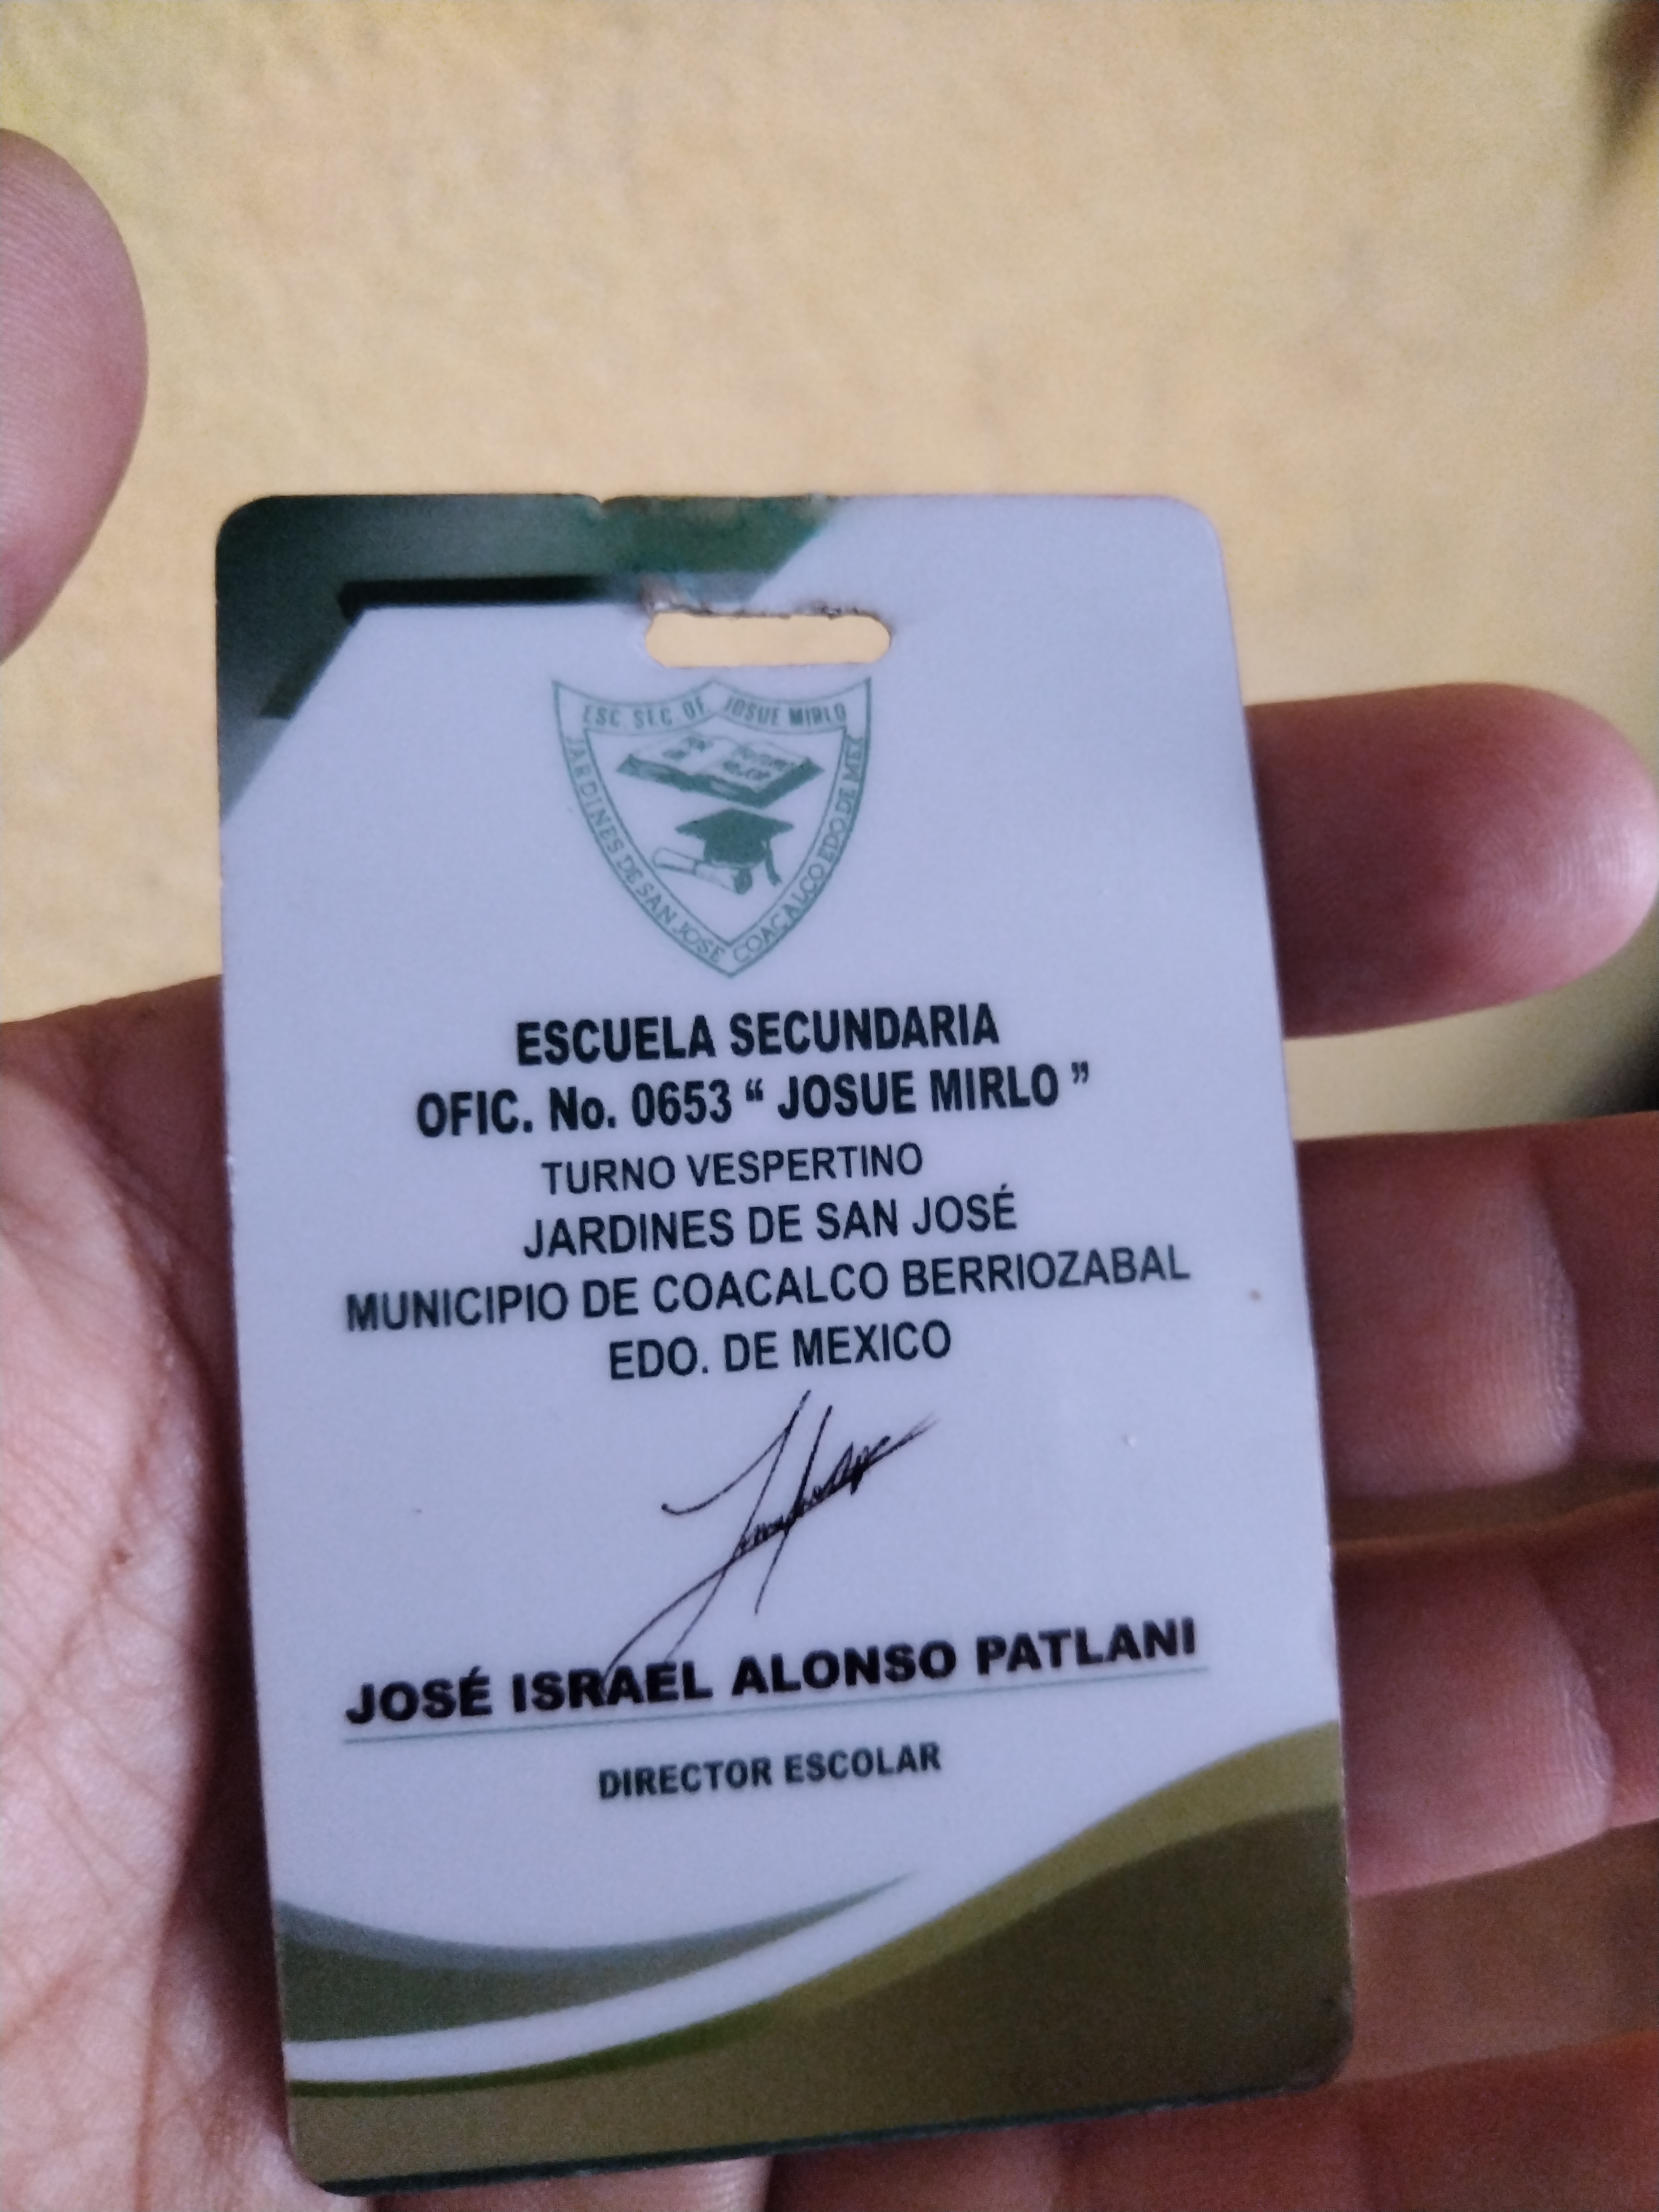 ESC. SEC. OF. JOSUE MIRLO
JARDINES DE SAN JOSE COACALCO EDO. DE MEX
ESCUELA SECUNDARIA
OFIC. No. 0653 “ JOSUE MIRLO ”
TURNO VESPERTINO
JARDINES DE SAN JOSÉ
MUNICIPIO DE COACALCO BERRIOZABAL
EDO. DE MEXICO
JOSÉ ISRAEL ALONSO PATLANI
DIRECTOR ESCOLAR